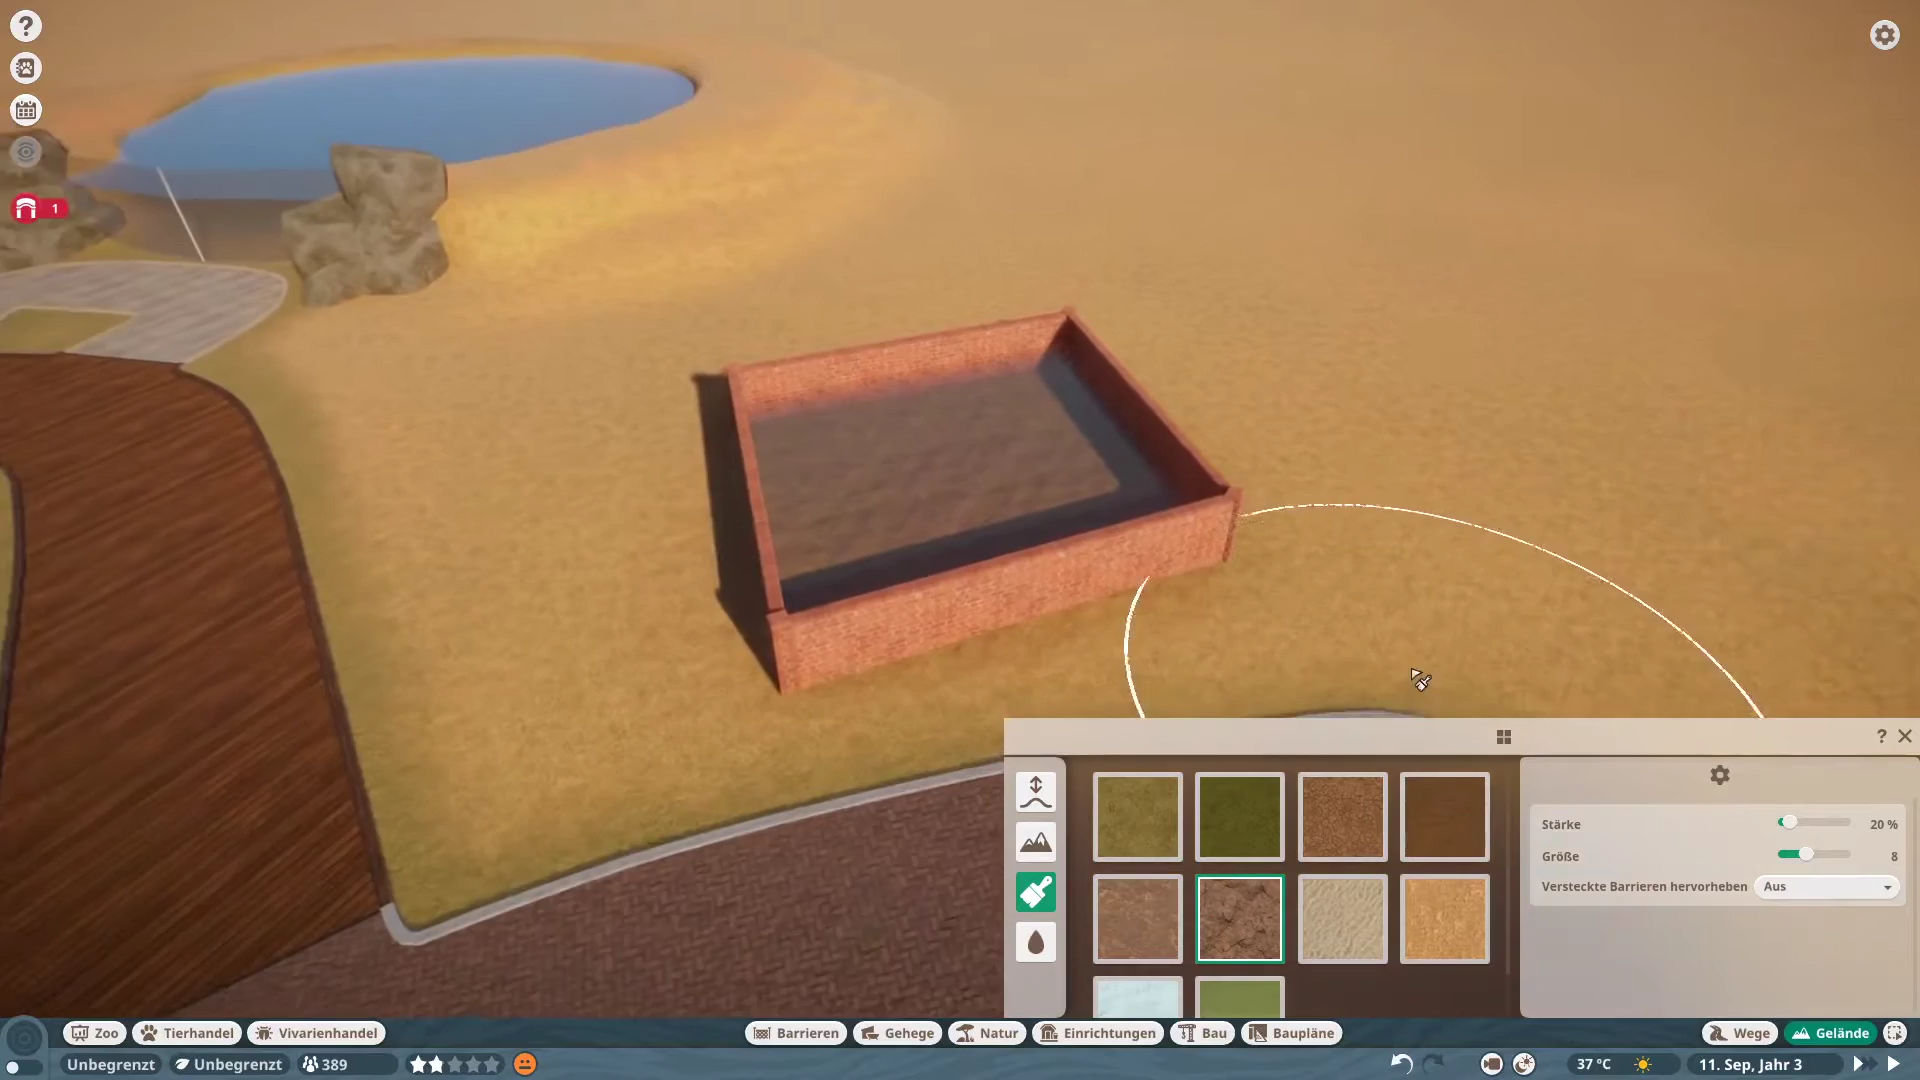 1
?
Stärke 20 %
Größe 8
Versteckte Barrieren hervorheben Aus
Zoo Tierhandel Vivarienhandel Barrieren Gehege Natur Einrichtungen Bau Baupläne Wege Gelände
Unbegrenzt Unbegrenzt 389 37 °C 11. Sep, Jahr 3